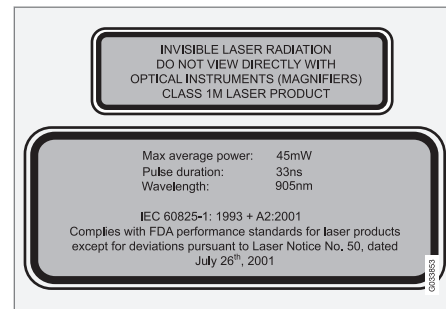 INVISIBLE LASER RADIATION
DO NOT VIEW DIRECTLY WITH
OPTICAL INSTRUMENTS (MAGNIFIERS)
CLASS 1M LASER PRODUCT
Max average power: 45mW
Pulse duration: 33ns
Wavelength: 905nm
IEC 60825-1: 1993 + A2:2001
Complies with FDA performance standards for laser products
except for deviations pursuant to Laser Notice No. 50, dated
July 26th, 2001
G033853